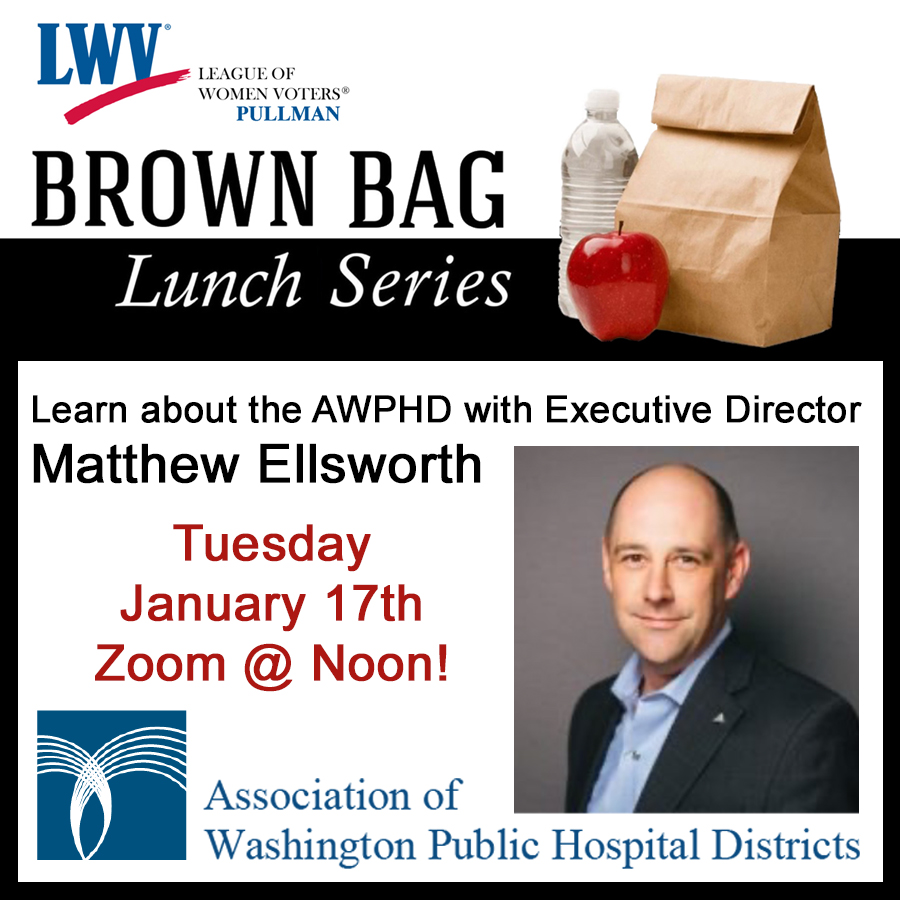 LWV®
LEAGUE OF
WOMEN VOTERS®
PULLMAN
BROWN BAG
Lunch Series
Learn about the AWPHD with Executive Director
Matthew Ellsworth
Tuesday
January 17th
Zoom @ Noon!
Association of
Washington Public Hospital Districts